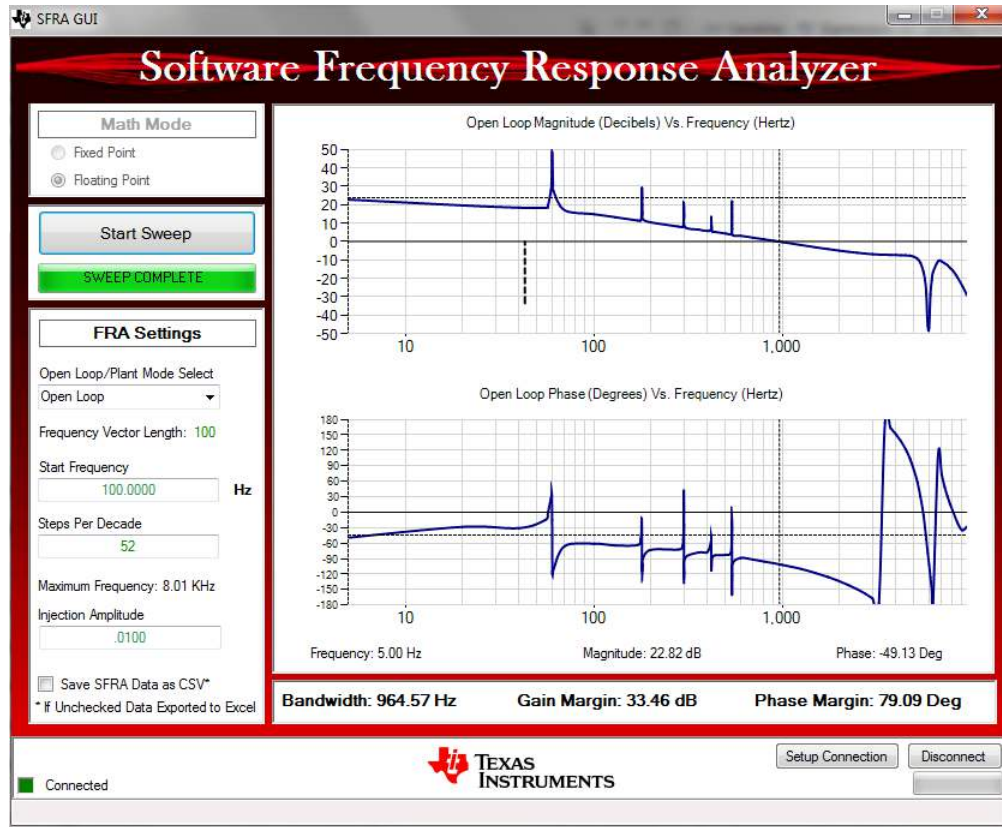 SFRA GUI
Software Frequency Response Analyzer
Math Mode
Fixed Point
Floating Point
Start Sweep
SWEEP COMPLETE
FRA Settings
Open Loop/Plant Mode Select
Open Loop
Frequency Vector Length: 100
Start Frequency
100.0000 Hz
Steps Per Decade
52
Maximum Frequency: 8.01 KHz
Injection Amplitude
.0100
Save SFRA Data as CSV*
* If Unchecked Data Exported to Excel
Open Loop Magnitude (Decibels) Vs. Frequency (Hertz)
50
40
30
20
10
0
-10
-20
-30
-40
-50
10 100 1,000
Open Loop Phase (Degrees) Vs. Frequency (Hertz)
180
150
120
90
60
30
0
-30
-60
-90
-120
-150
-180
10 100 1,000
Frequency: 5.00 Hz Magnitude: 22.82 dB Phase: -49.13 Deg
Bandwidth: 964.57 Hz Gain Margin: 33.46 dB Phase Margin: 79.09 Deg
Connected
TEXAS
INSTRUMENTS
Setup Connection Disconnect